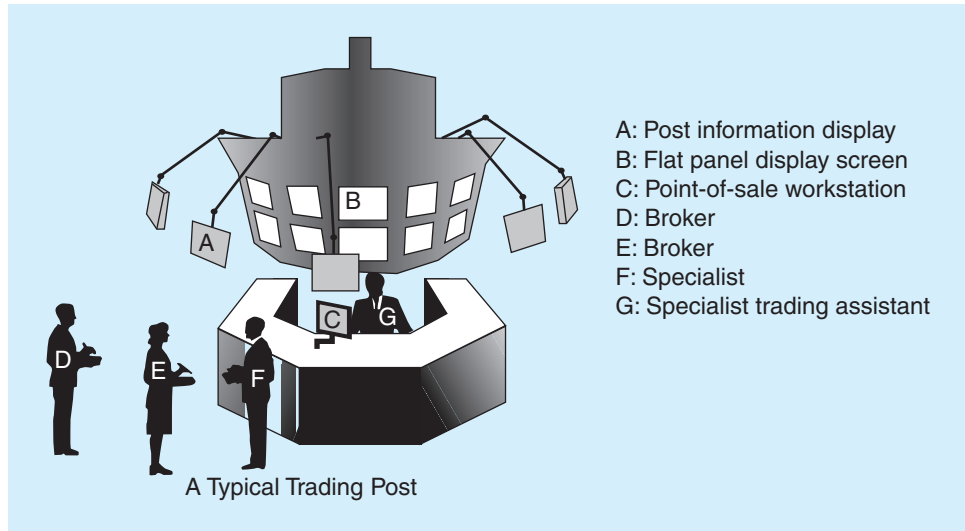 B
A
C
G
D
E
F
A Typical Trading Post
A: Post information display
B: Flat panel display screen
C: Point-of-sale workstation
D: Broker
E: Broker
F: Specialist
G: Specialist trading assistant